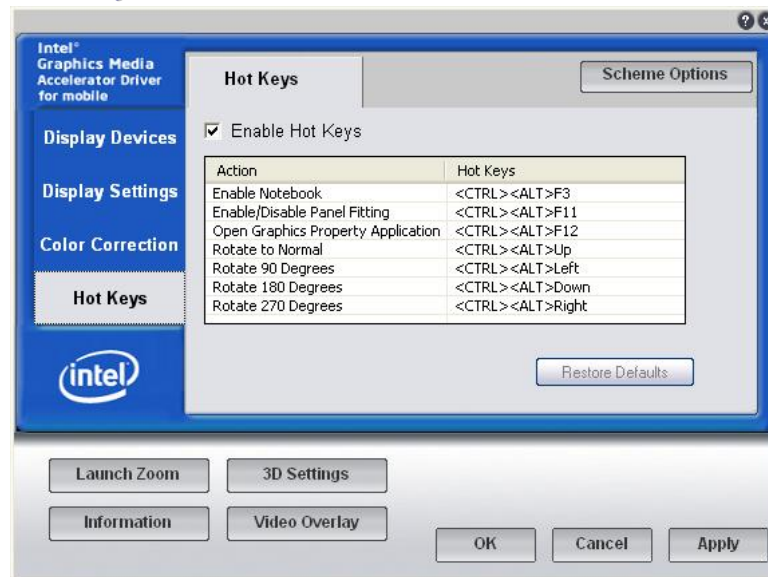 Intel®
Graphics Media
Accelerator Driver
for mobile
Hot Keys
Scheme Options
Display Devices
Display Settings
Color Correction
Hot Keys
Enable Hot Keys
Action Hot Keys
Enable Notebook <CTRL><ALT>F3
Enable/Disable Panel Fitting <CTRL><ALT>F11
Open Graphics Property Application <CTRL><ALT>F12
Rotate to Normal <CTRL><ALT>Up
Rotate 90 Degrees <CTRL><ALT>Left
Rotate 180 Degrees <CTRL><ALT>Down
Rotate 270 Degrees <CTRL><ALT>Right
intel
Restore Defaults
Launch Zoom 3D Settings
Information Video Overlay
OK Cancel Apply